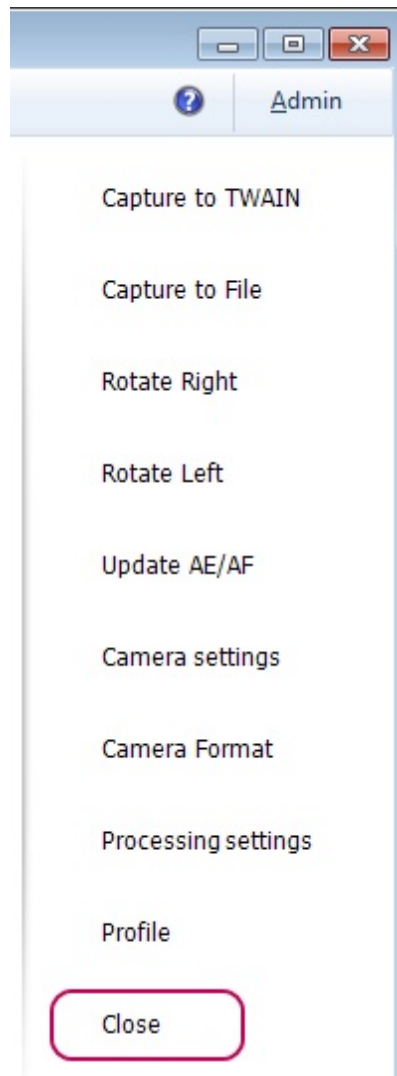 Admin
Capture to TWAIN
Capture to File
Rotate Right
Rotate Left
Update AE/AF
Camera settings
Camera Format
Processing settings
Profile
Close